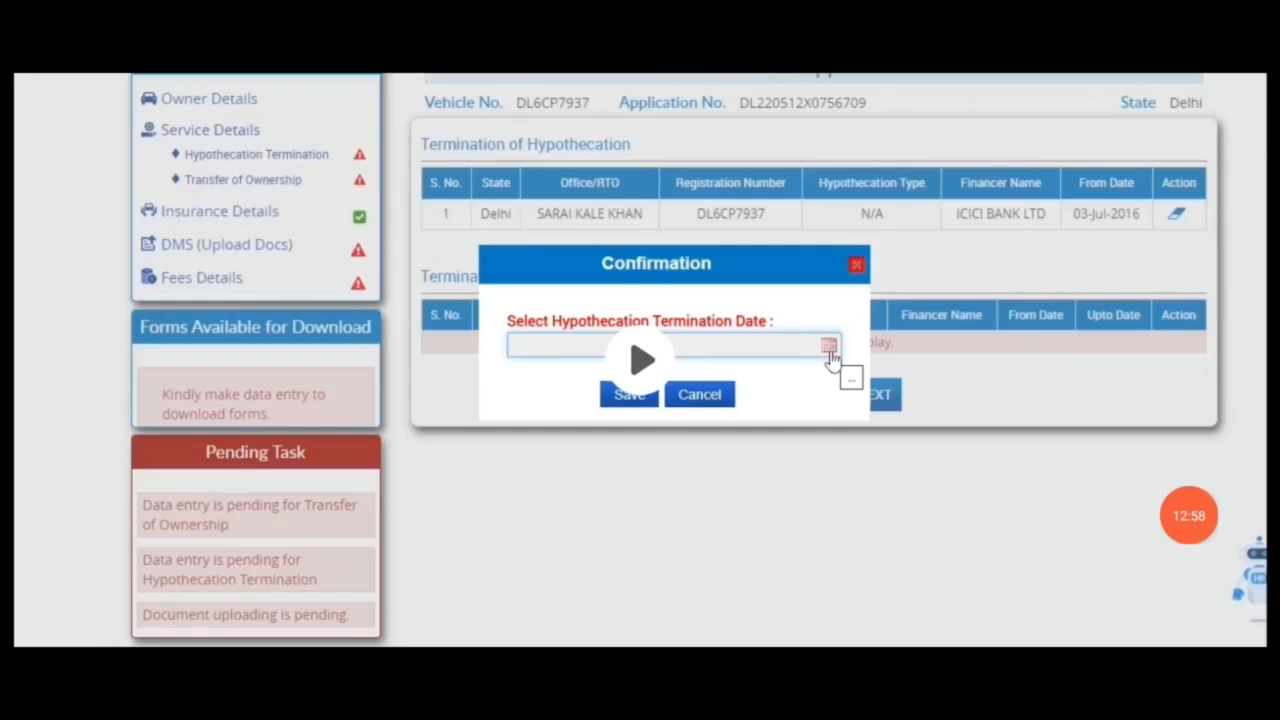 Owner Details
Service Details
Hypothecation Termination
Transfer of Ownership
Insurance Details
DMS (Upload Docs)
Fees Details
Forms Available for Download
Kindly make data entry to
download forms.
Pending Task
Data entry is pending for Transfer
of Ownership
Data entry is pending for
Hypothecation Termination
Document uploading is pending.
Vehicle No. DL6CP7937 Application No. DL220512X0756709 State Delhi
Termination of Hypothecation
S. No. State Office/RTO Registration Number Hypothecation Type Financer Name From Date Action
1 Delhi SARAI KALE KHAN DL6CP7937 N/A ICICI BANK LTD 03-Jul-2016
Termina
S. No. Financer Name From Date Upto Date Action
play.
Confirmation
Select Hypothecation Termination Date :
...
Save Cancel
EXT
12:58